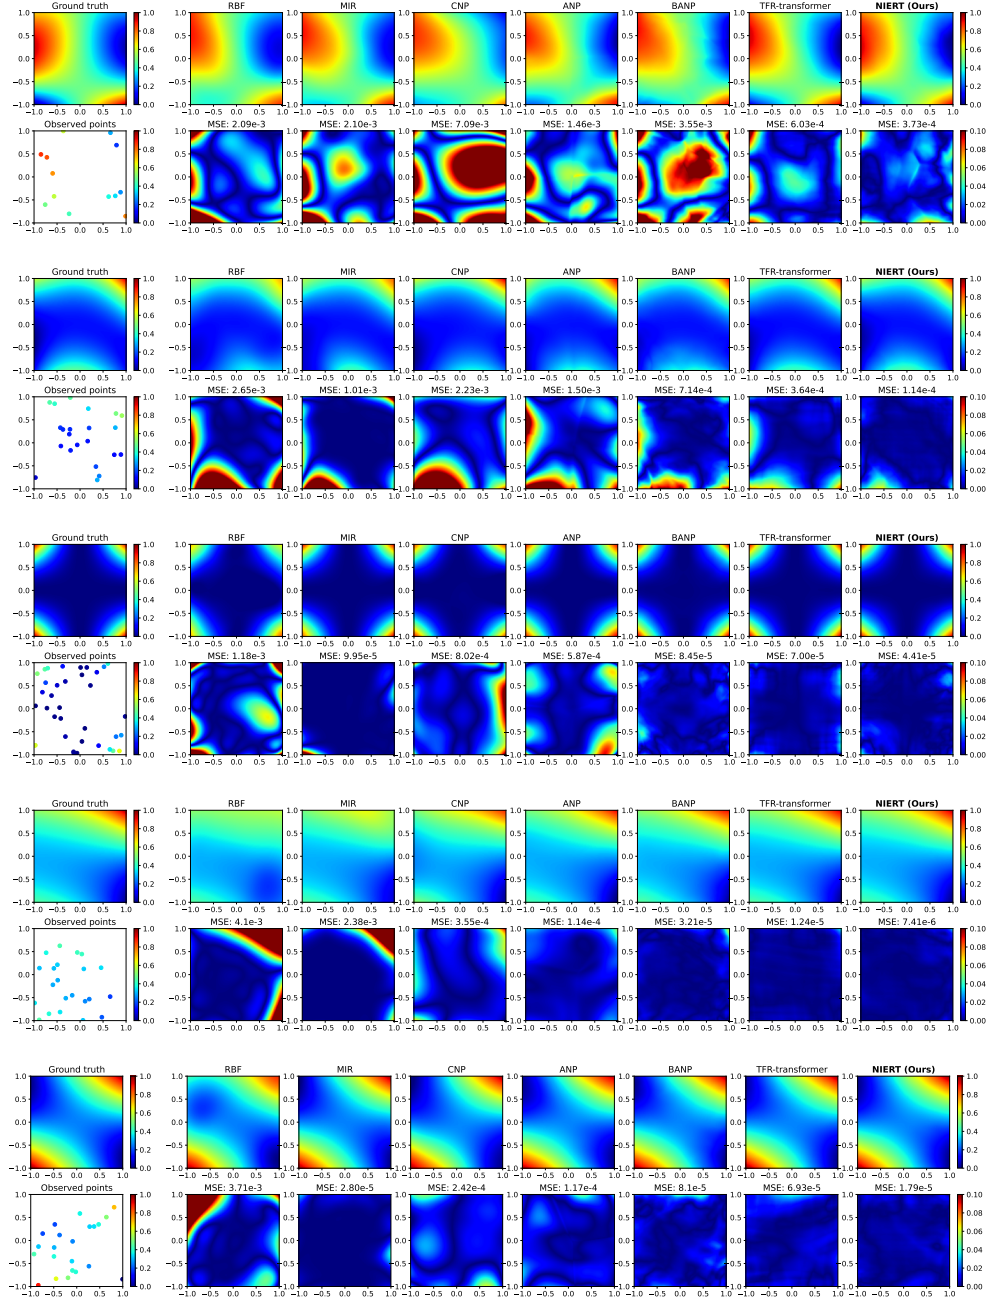 Ground truth RBF MIR CNP ANP BANP TFR-transformer NIERT (Ours)
Observed points MSE: 2.09e-3 MSE: 2.10e-3 MSE: 7.09e-3 MSE: 1.46e-3 MSE: 3.55e-3 MSE: 6.03e-4 MSE: 3.73e-4
Ground truth RBF MIR CNP ANP BANP TFR-transformer NIERT (Ours)
Observed points MSE: 2.65e-3 MSE: 1.01e-3 MSE: 2.23e-3 MSE: 1.50e-3 MSE: 7.14e-4 MSE: 3.64e-4 MSE: 1.14e-4
Ground truth RBF MIR CNP ANP BANP TFR-transformer NIERT (Ours)
Observed points MSE: 1.18e-3 MSE: 9.95e-5 MSE: 8.02e-4 MSE: 5.87e-4 MSE: 8.45e-5 MSE: 7.00e-5 MSE: 4.41e-5
Ground truth RBF MIR CNP ANP BANP TFR-transformer NIERT (Ours)
Observed points MSE: 4.1e-3 MSE: 2.38e-3 MSE: 3.55e-4 MSE: 1.14e-4 MSE: 3.21e-5 MSE: 1.24e-5 MSE: 7.41e-6
Ground truth RBF MIR CNP ANP BANP TFR-transformer NIERT (Ours)
Observed points MSE: 3.71e-3 MSE: 2.80e-5 MSE: 2.42e-4 MSE: 1.17e-4 MSE: 8.1e-5 MSE: 6.93e-5 MSE: 1.79e-5